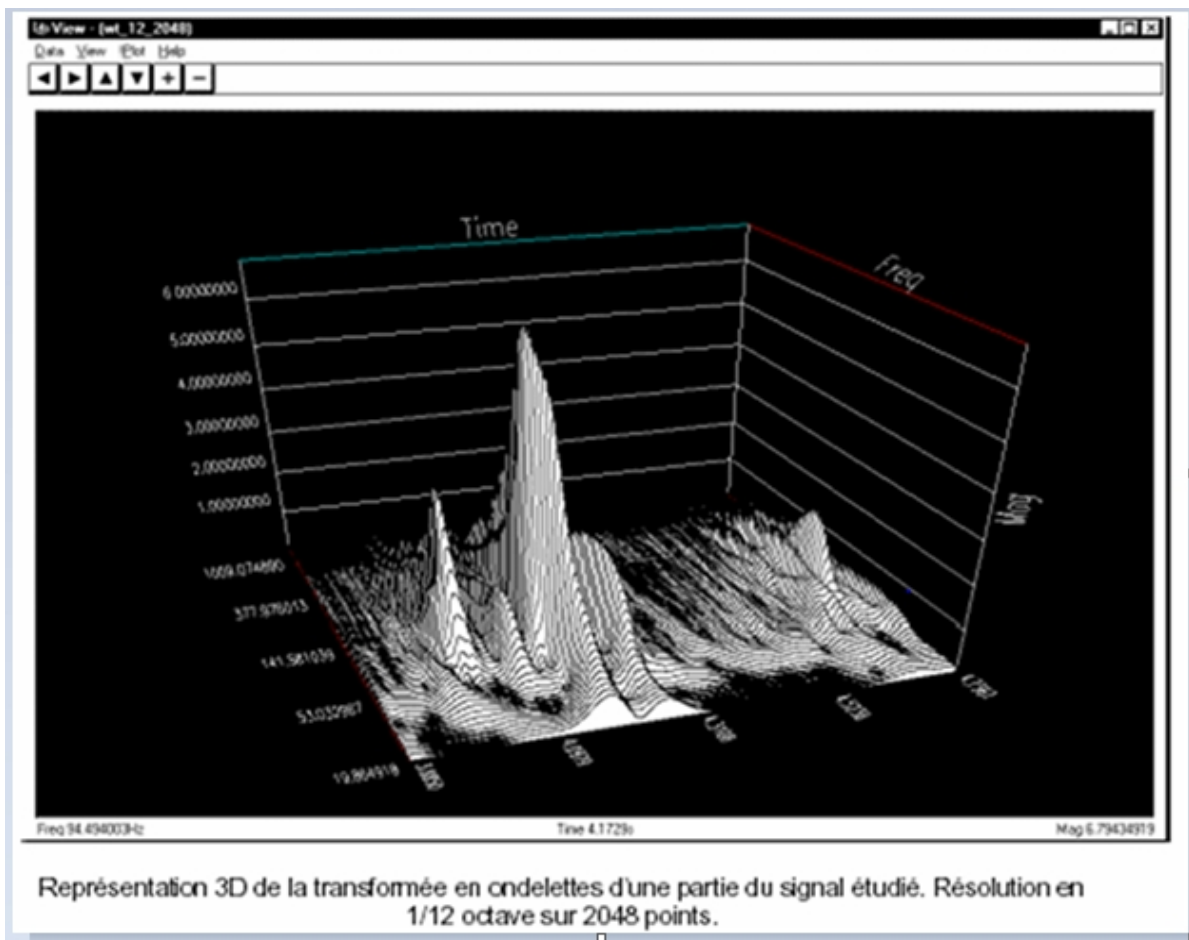 View - (wt_12_2048)
Data View Plot Help
Time
Freq
6.00000000
5.00000000
4.00000000
3.00000000
2.00000000
1.00000000
Mag
1009.074890
377.976013
141.581039
53.032987
19.864918
Freq 94.494003Hz Time 4.1729s Mag 6.79434919
Représentation 3D de la transformée en ondelettes d'une partie du signal étudié. Résolution en
1/12 octave sur 2048 points.